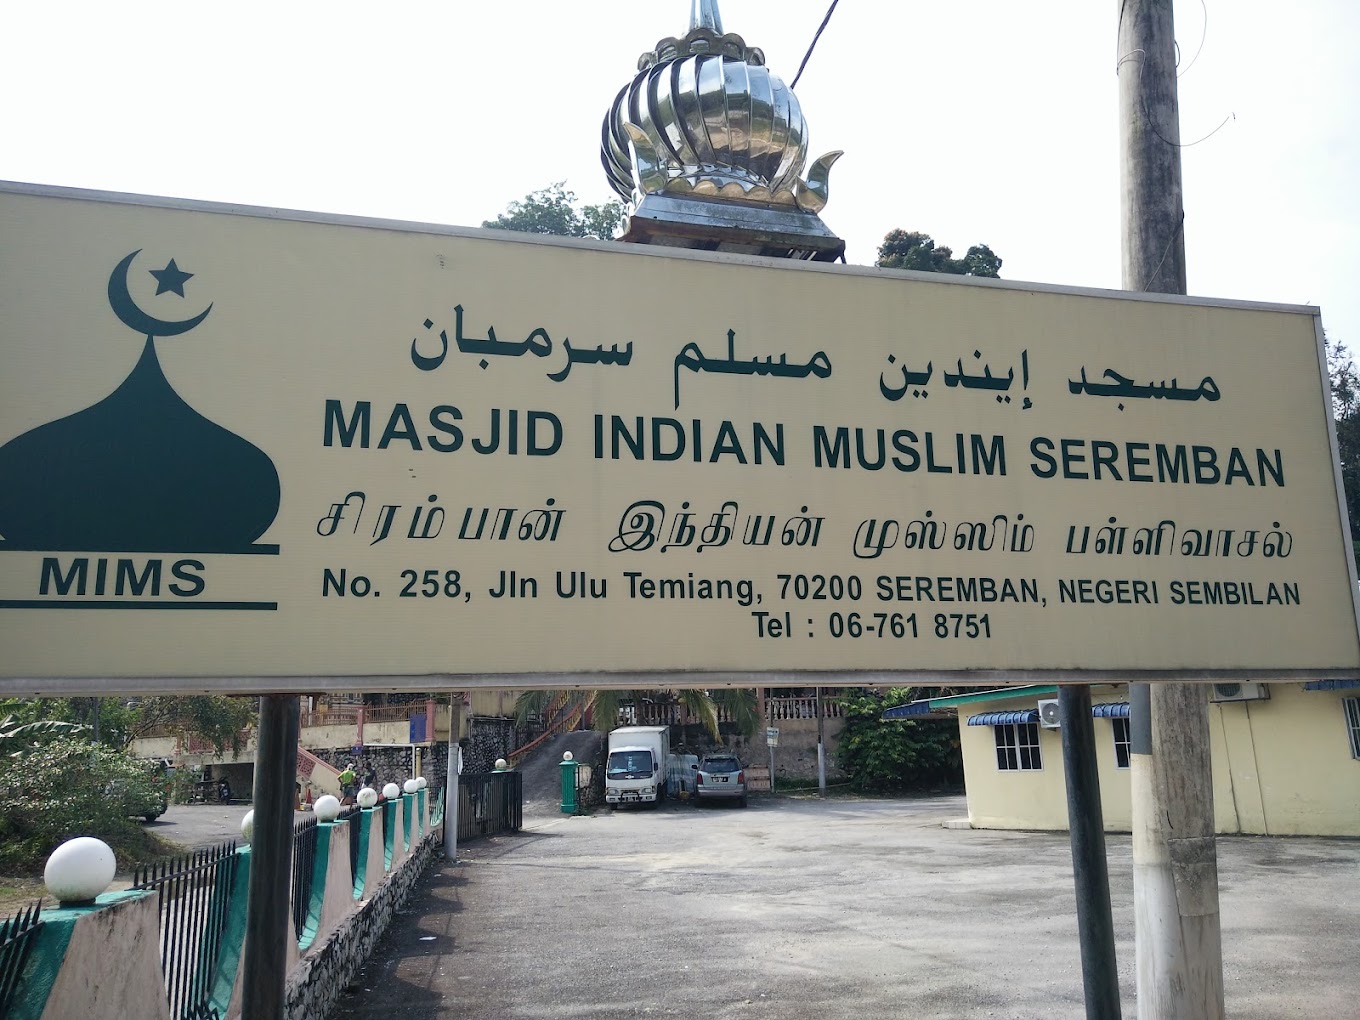 مسجد إيندين مسلم سرمبان
MASJID INDIAN MUSLIM SEREMBAN
சிரம்பான் இந்தியன் முஸ்ஸிம் பள்ளிவாசல்
No. 258, Jln Ulu Temiang, 70200 SEREMBAN, NEGERI SEMBILAN
Tel : 06-761 8751
MIMS